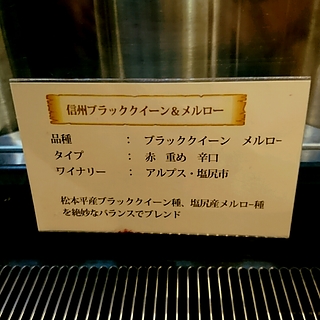 信州ブラッククイーン＆メルロー
品種　：　ブラッククイーン　メルロｰ
タイプ　：　赤　重め　辛口
ワイナリー　：　アルプス・塩尻市
松本平産ブラッククイーン種、塩尻産メルロｰ種
を絶妙なバランスでブレンド